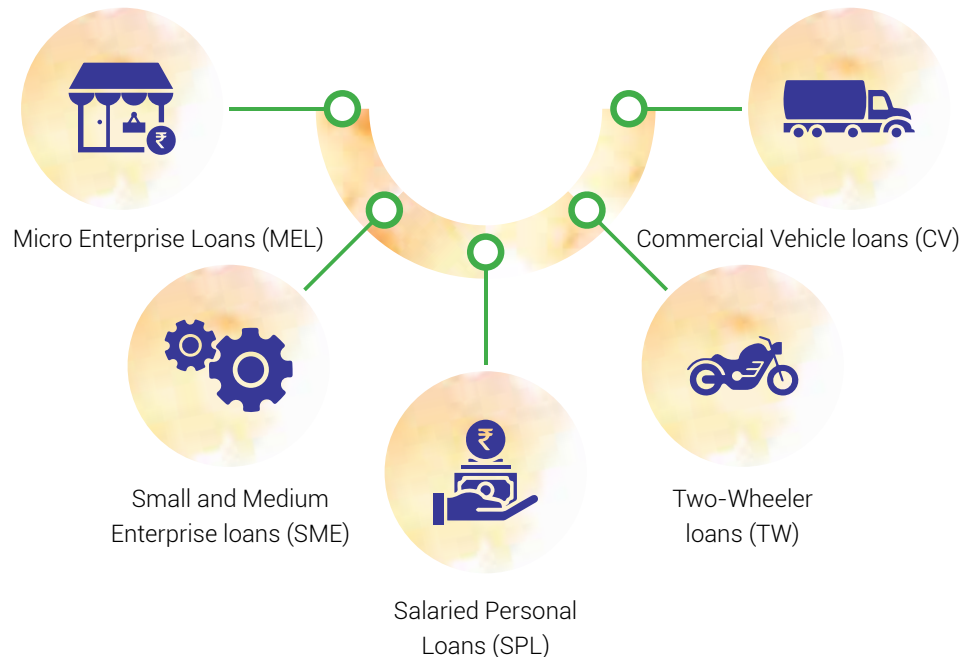 ₹
Micro Enterprise Loans (MEL)
Commercial Vehicle loans (CV)
Small and Medium
Enterprise loans (SME)
₹
Salaried Personal
Loans (SPL)
Two-Wheeler
loans (TW)